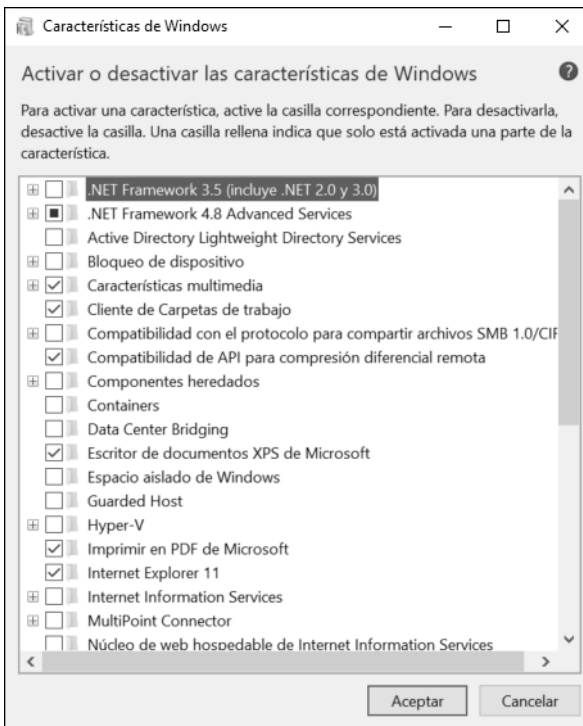 Características de Windows
Activar o desactivar las características de Windows
Para activar una característica, active la casilla correspondiente. Para desactivarla,
desactive la casilla. Una casilla rellena indica que solo está activada una parte de la
característica.
.NET Framework 3.5 (incluye .NET 2.0 y 3.0)
.NET Framework 4.8 Advanced Services
Active Directory Lightweight Directory Services
Bloqueo de dispositivo
Características multimedia
Cliente de Carpetas de trabajo
Compatibilidad con el protocolo para compartir archivos SMB 1.0/CIF
Compatibilidad de API para compresión diferencial remota
Componentes heredados
Containers
Data Center Bridging
Escritor de documentos XPS de Microsoft
Espacio aislado de Windows
Guarded Host
Hyper-V
Imprimir en PDF de Microsoft
Internet Explorer 11
Internet Information Services
MultiPoint Connector
Núcleo de web hospedable de Internet Information Services
Aceptar
Cancelar